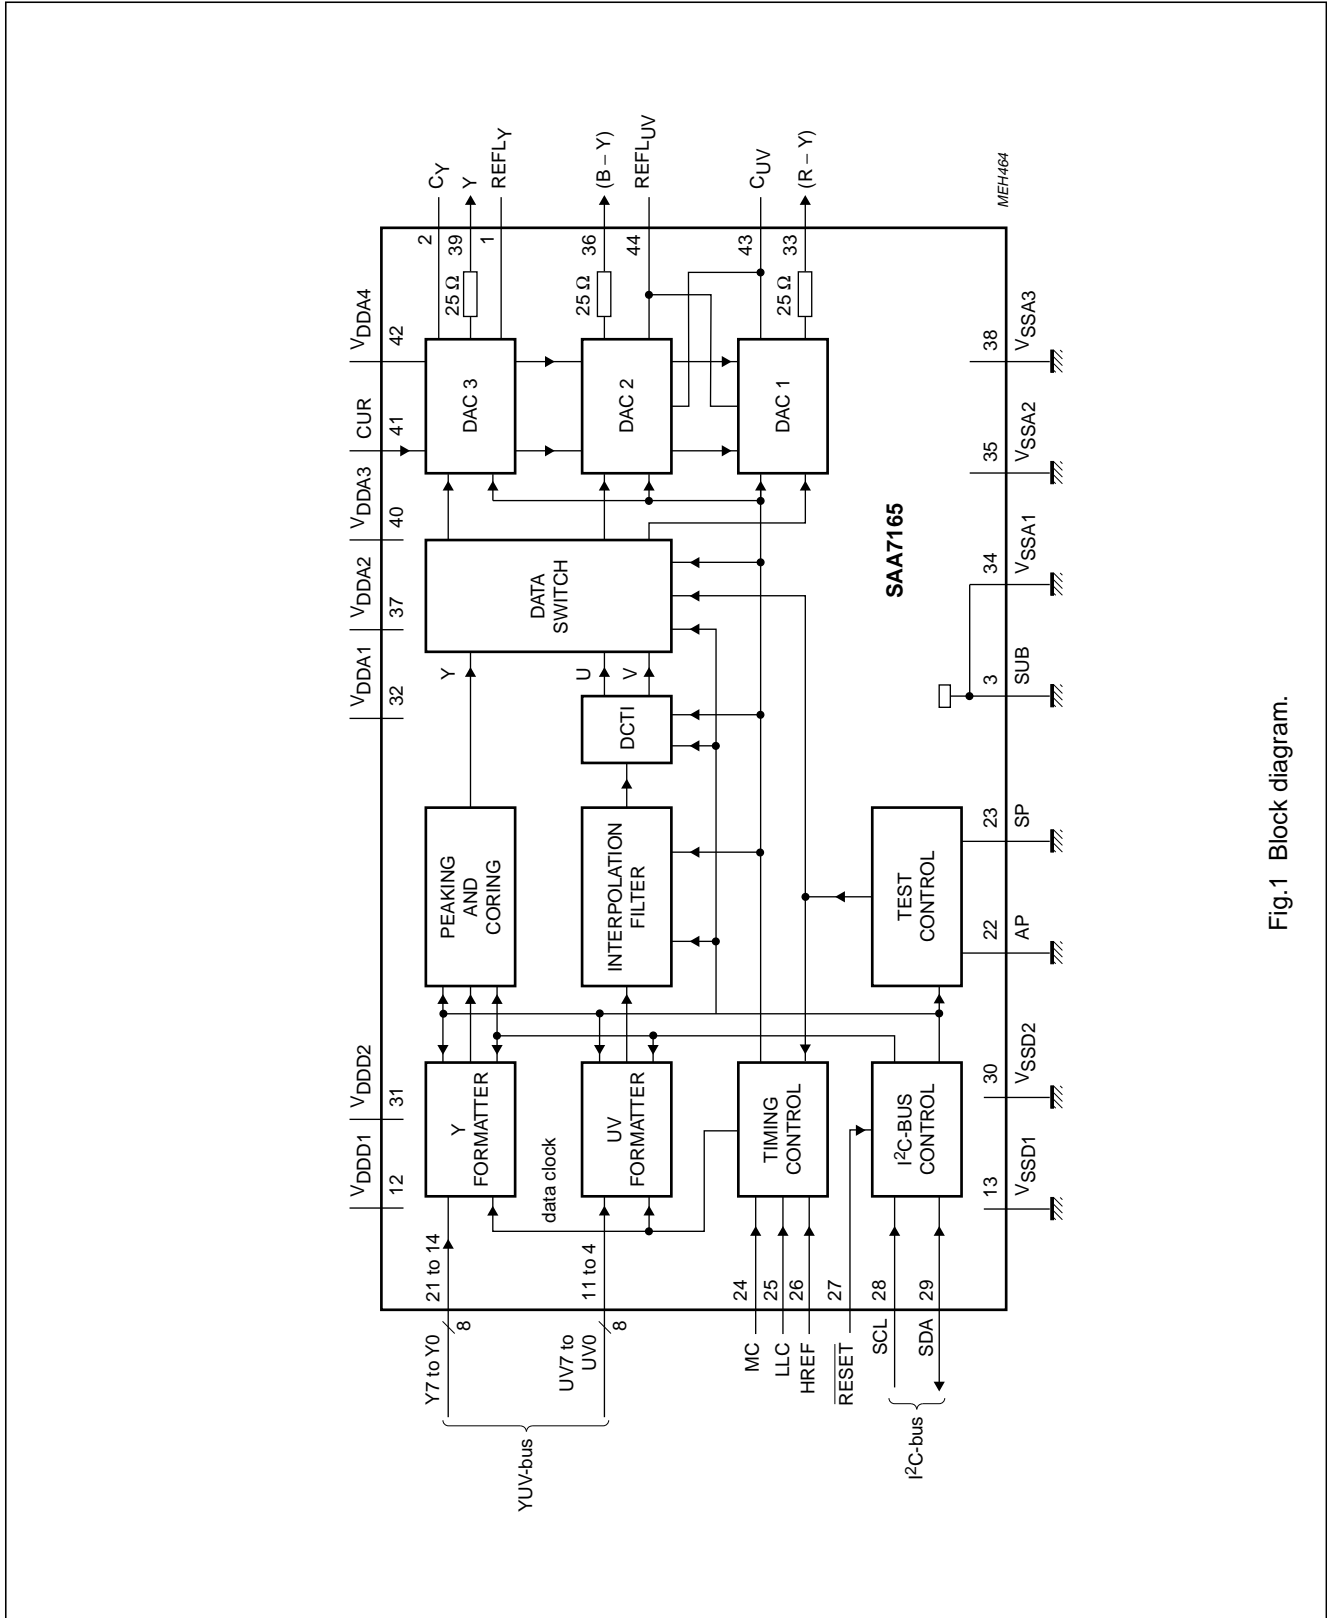 VDDD1
12
VDDD2
31
VDDA1
32
VDDA2
37
VDDA3
40
CUR
41
VDDA4
42
YUV-bus
Y7 to Y0
8
21 to 14
UV7 to
UV0
8
11 to 4
Y
FORMATTER
data clock
UV
FORMATTER
PEAKING
AND
CORING
INTERPOLATION
FILTER
DCTI
Y
U
V
DATA
SWITCH
DAC 3
DAC 2
DAC 1
25 Ω
25 Ω
25 Ω
2
CY
39
Y
1
REFLY
36
(B – Y)
44
REFLUV
43
CUV
33
(R – Y)
MC
24
LLC
25
HREF
26
TIMING
CONTROL
RESET
27
I2C-bus
SCL
28
SDA
29
I2C-BUS
CONTROL
TEST
CONTROL
SAA7165
13
VSSD1
30
VSSD2
22
AP
23
SP
3
SUB
34
VSSA1
35
VSSA2
38
VSSA3
MEH464
Fig.1 Block diagram.